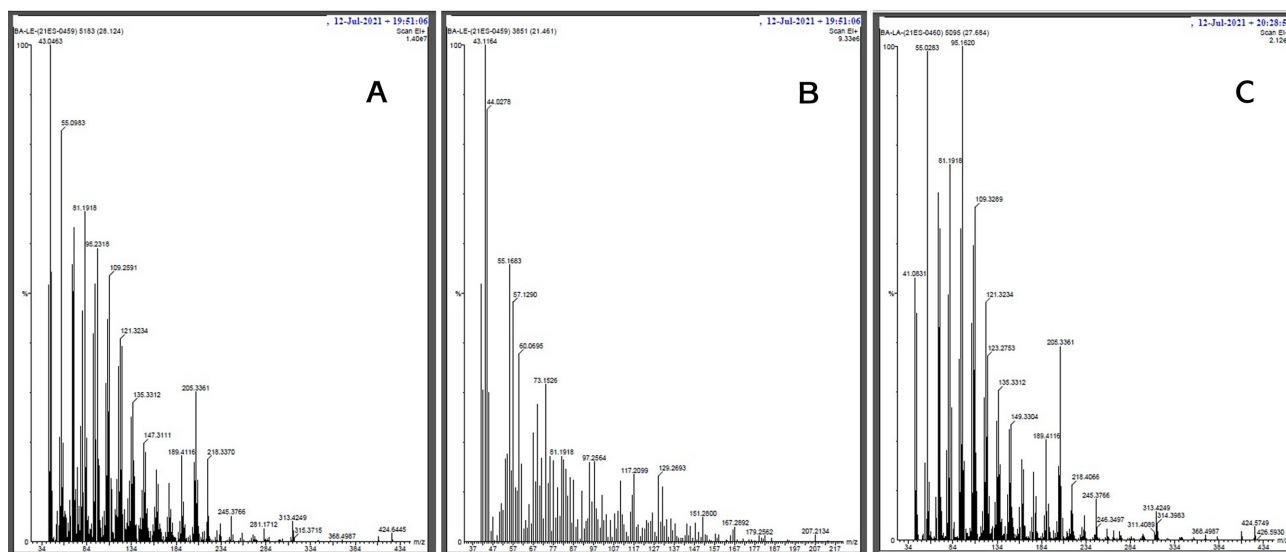 , 12-Jul-2021 + 19:51:06
BA-LE-(21ES-0459) 5183 (28.124)
Scan EI+
1.40e7
43.0463
100
A
55.0983
81.1918
95.2318
109.2591
%
121.3234
135.3312
205.3361
147.3111
189.4116
218.3370
245.3766
281.1712
313.4249
315.3715
368.4987
424.6445
m/z
34 84 134 184 234 284 334 384 434
, 12-Jul-2021 + 19:51:06
BA-LE-(21ES-0459) 3851 (21.461)
Scan EI+
9.33e6
43.1164
100
B
44.0278
55.1683
57.1290
%
60.0695
73.1526
81.1918
97.2564
117.2099
129.2693
151.2800
167.2892
179.2562
207.2134
m/z
37 47 57 67 77 87 97 107 117 127 137 147 157 167 177 187 197 207 217
, 12-Jul-2021 + 20:28:5
BA-LA-(21ES-0460) 5095 (27.684)
Scan EI+
2.12e
55.0283
95.1620
100
C
81.1918
109.3289
41.0831
%
121.3234
123.2753
205.3361
135.3312
149.3304
189.4116
218.4066
245.3766
246.3497
313.4249
314.3983
311.4089
368.4987
424.5749
426.5930
m/z
34 84 134 184 234 284 334 384 434